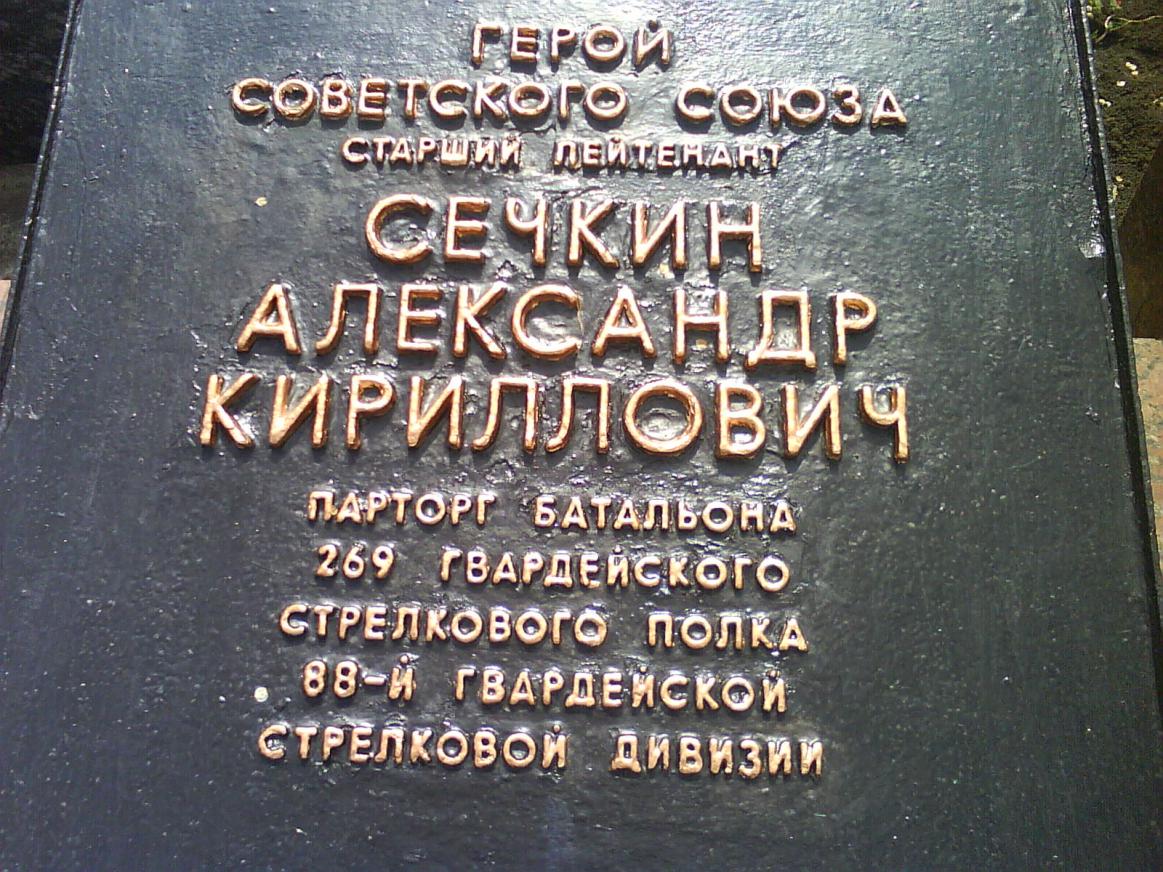 ГЕРОЙ
СОВЕТСКОГО СОЮЗА
СТАРШИЙ ЛЕЙТЕНАНТ
СЕЧКИН
АЛЕКСАНДР
КИРИЛЛОВИЧ
ПАРТОРГ БАТАЛЬОНА
269 ГВАРДЕЙСКОГО
СТРЕЛКОВОГО ПОЛКА
88-Й ГВАРДЕЙСКОЙ
СТРЕЛКОВОЙ ДИВИЗИИ